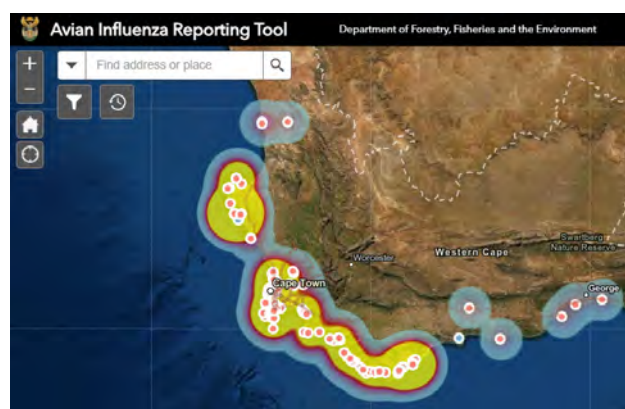 Avian Influenza Reporting Tool
Department of Forestry, Fisheries and the Environment
Find address or place
Swartberg
Nature Reserve
Western Cape
Worcester
Cape Town
George